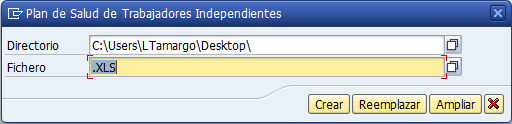 Plan de Salud de Trabajadores Independientes
Directorio C:\Users\LTamargo\Desktop\
Fichero .XLS
Crear Reemplazar Ampliar